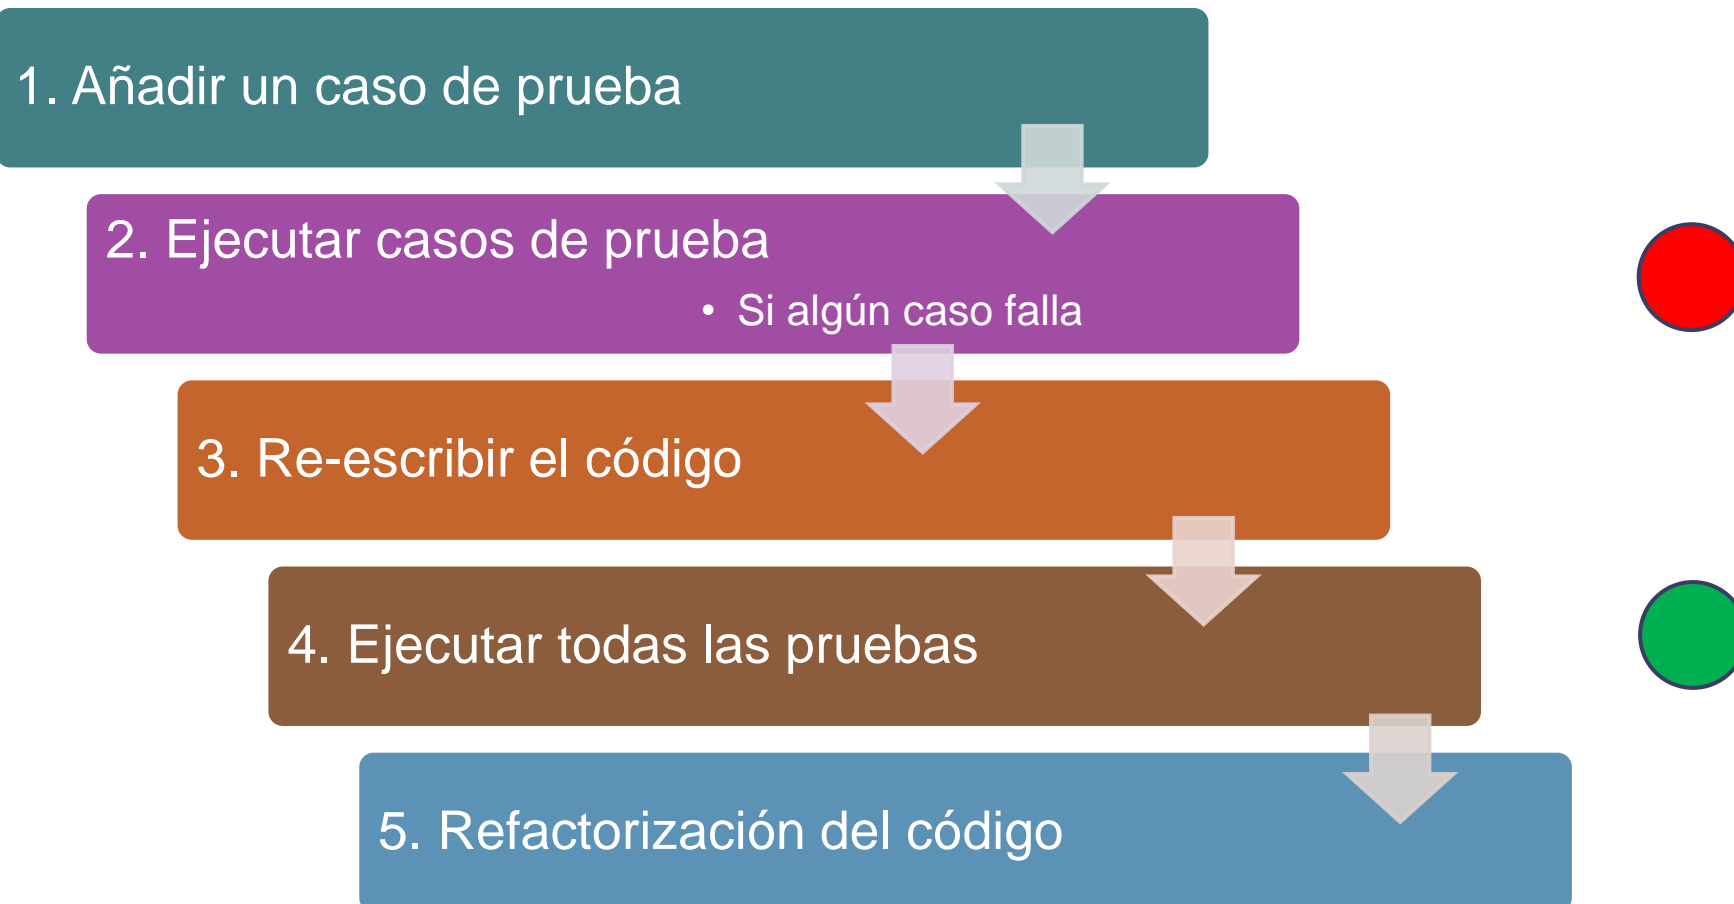 1. Añadir un caso de prueba
2. Ejecutar casos de prueba
• Si algún caso falla
3. Re-escribir el código
4. Ejecutar todas las pruebas
5. Refactorización del código